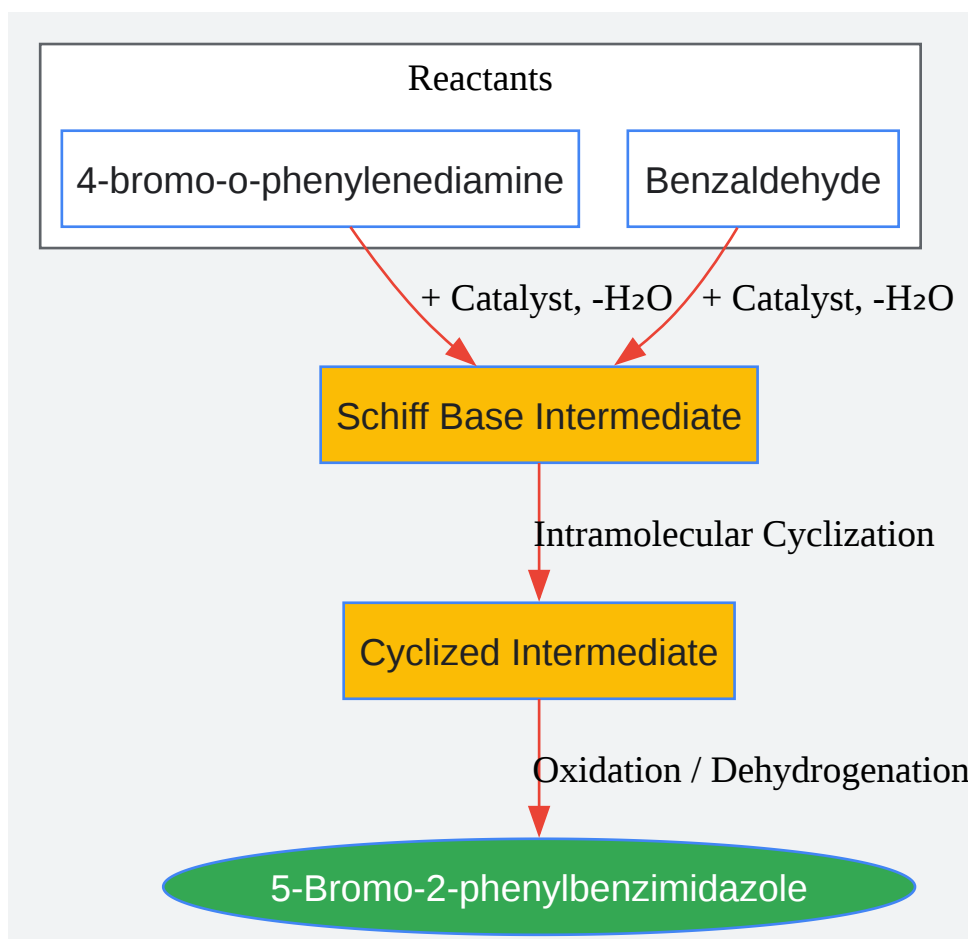 Reactants
4-bromo-o-phenylenediamine
Benzaldehyde
+ Catalyst, -H₂O
+ Catalyst, -H₂O
Schiff Base Intermediate
Intramolecular Cyclization
Cyclized Intermediate
Oxidation / Dehydrogenation
5-Bromo-2-phenylbenzimidazole